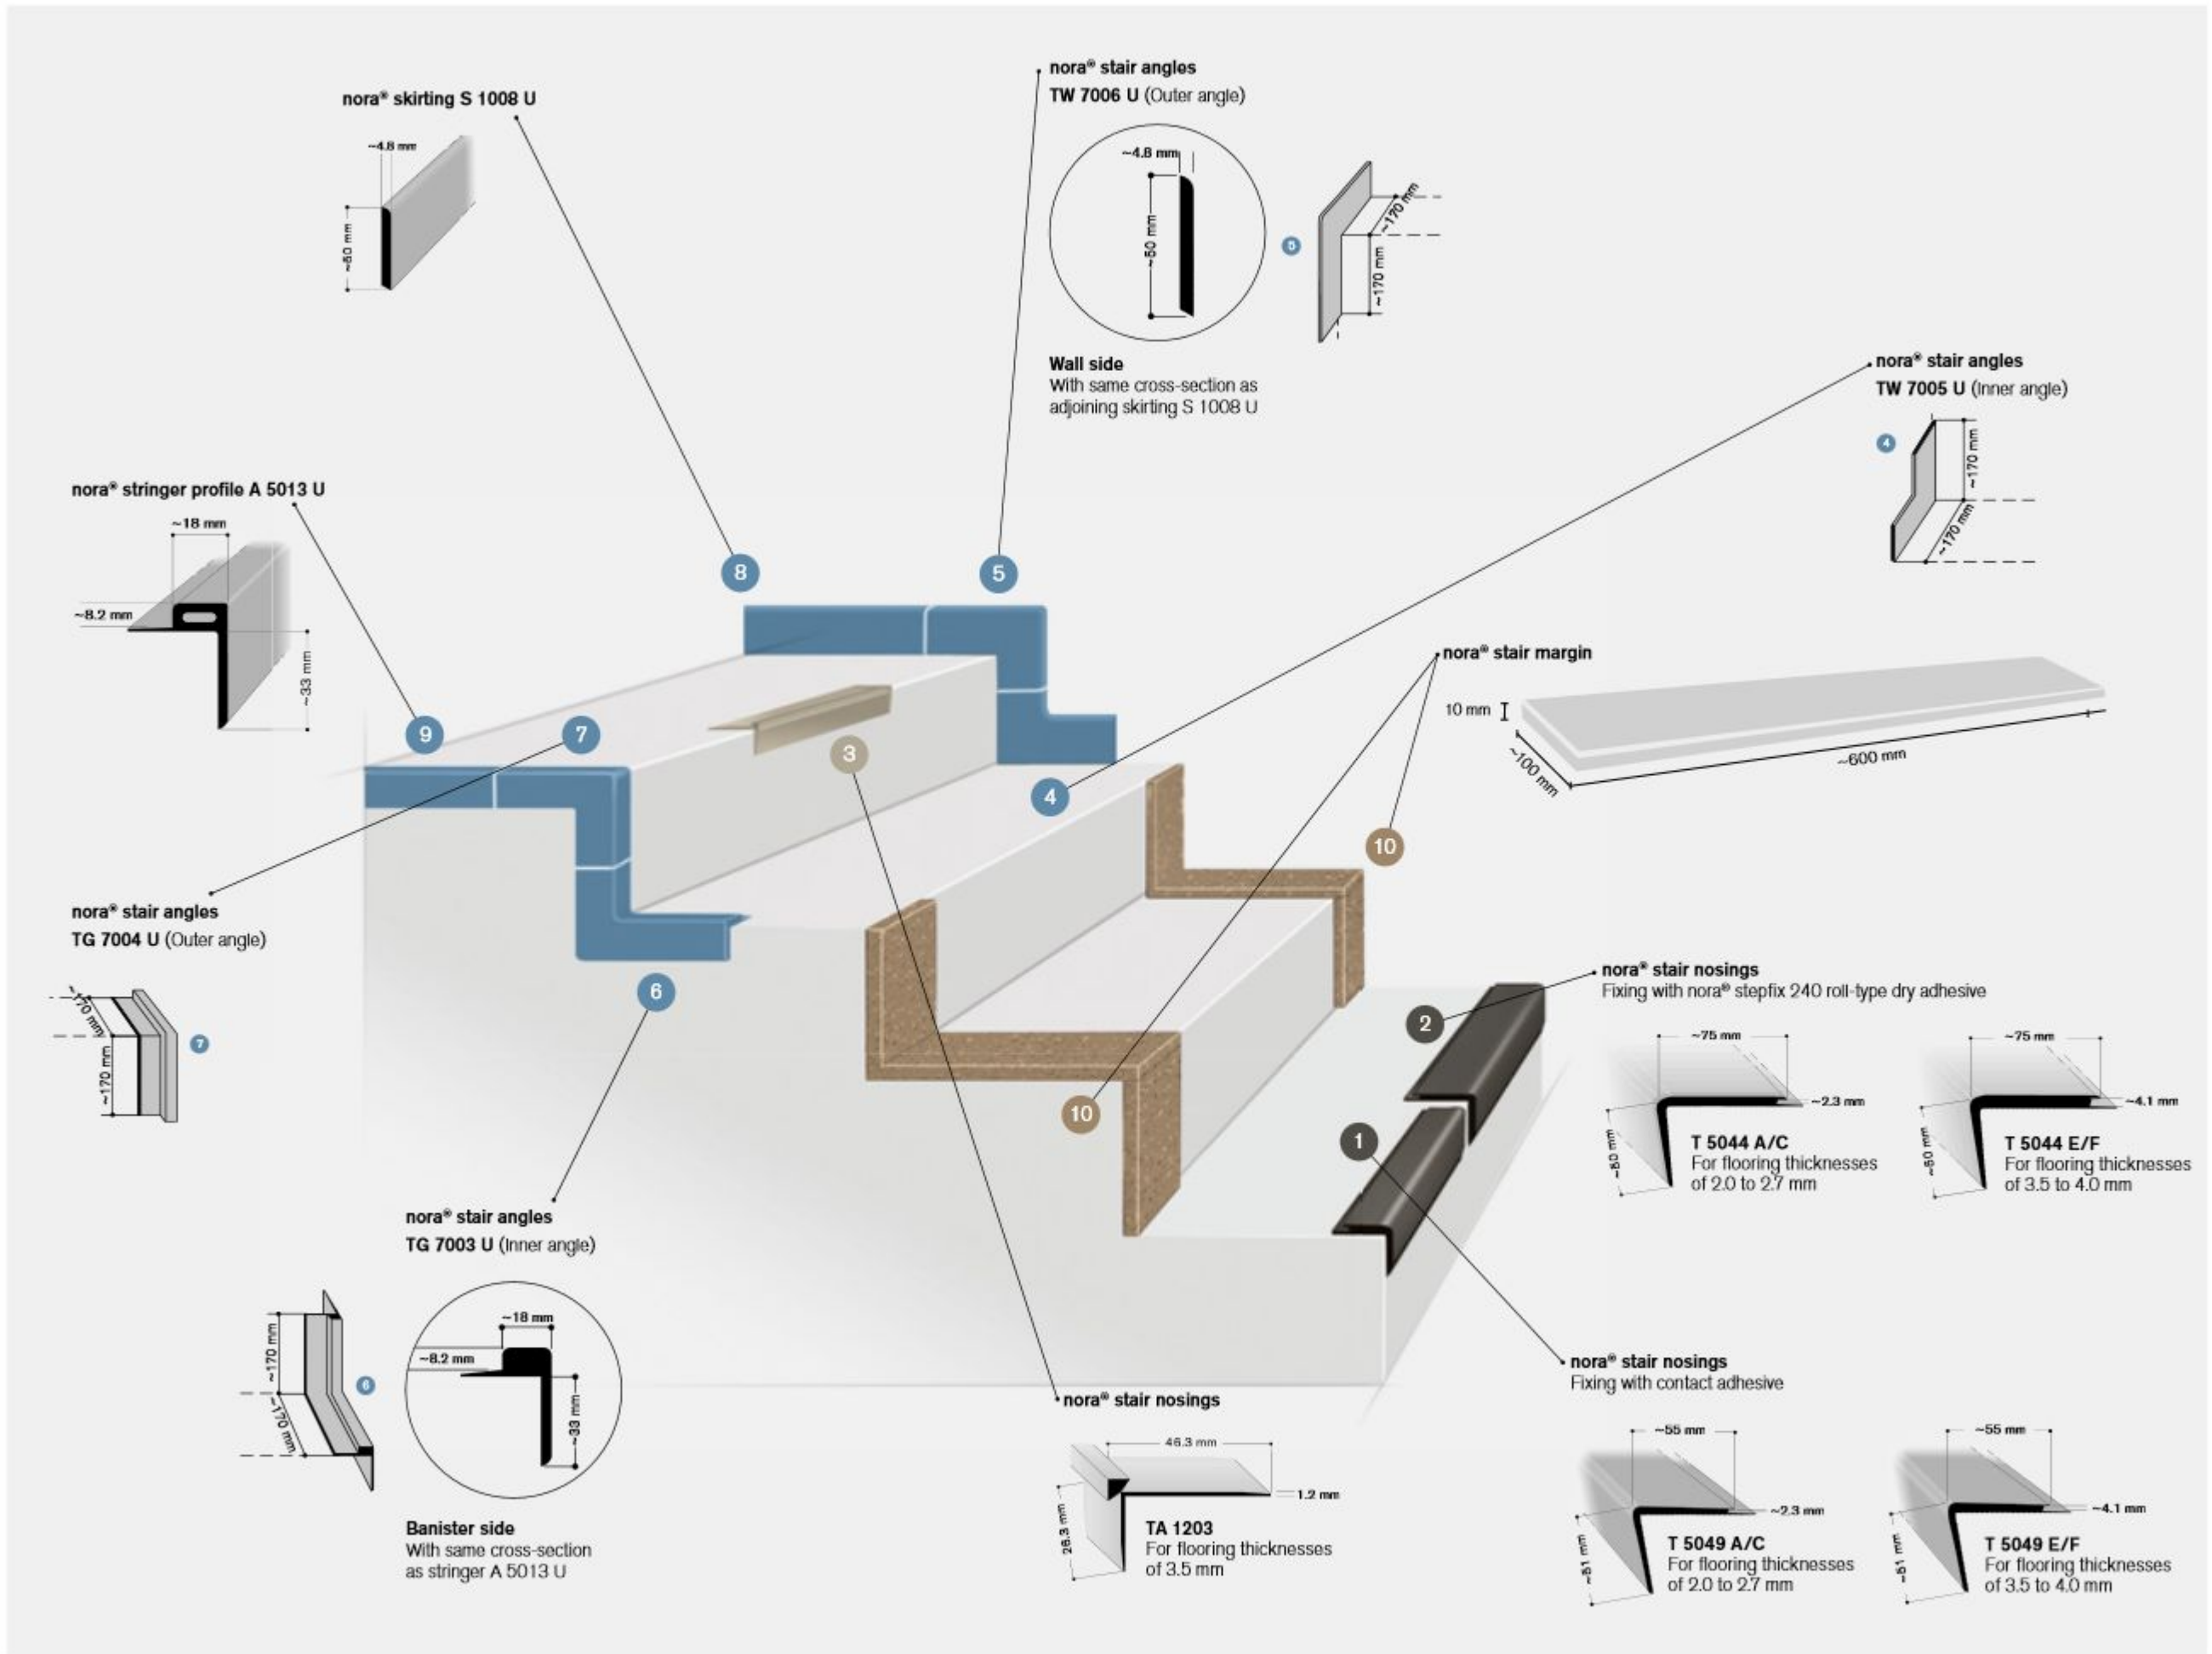 nora® skirting S 1008 U
~4.8 mm
~60 mm
nora® stair angles
TW 7006 U (Outer angle)
~4.8 mm
~60 mm
5
~170 mm
~170 mm
Wall side
With same cross-section as
adjoining skirting S 1008 U
nora® stair angles
TW 7005 U (Inner angle)
4
~170 mm
~170 mm
nora® stringer profile A 5013 U
~18 mm
~8.2 mm
~33 mm
8
5
9
7
3
4
10
6
2
10
1
nora® stair margin
10 mm
~100 mm
~600 mm
nora® stair angles
TG 7004 U (Outer angle)
~170 mm
~170 mm
7
nora® stair nosings
Fixing with nora® stepfix 240 roll-type dry adhesive
~75 mm
~2.3 mm
~60 mm
T 5044 A/C
For flooring thicknesses
of 2.0 to 2.7 mm
~75 mm
~4.1 mm
~60 mm
T 5044 E/F
For flooring thicknesses
of 3.5 to 4.0 mm
nora® stair angles
TG 7003 U (Inner angle)
~170 mm
~170 mm
6
~18 mm
~8.2 mm
~33 mm
Banister side
With same cross-section
as stringer A 5013 U
nora® stair nosings
46.3 mm
1.2 mm
26.3 mm
TA 1203
For flooring thicknesses
of 3.5 mm
nora® stair nosings
Fixing with contact adhesive
~55 mm
~2.3 mm
~51 mm
T 5049 A/C
For flooring thicknesses
of 2.0 to 2.7 mm
~55 mm
~4.1 mm
~51 mm
T 5049 E/F
For flooring thicknesses
of 3.5 to 4.0 mm